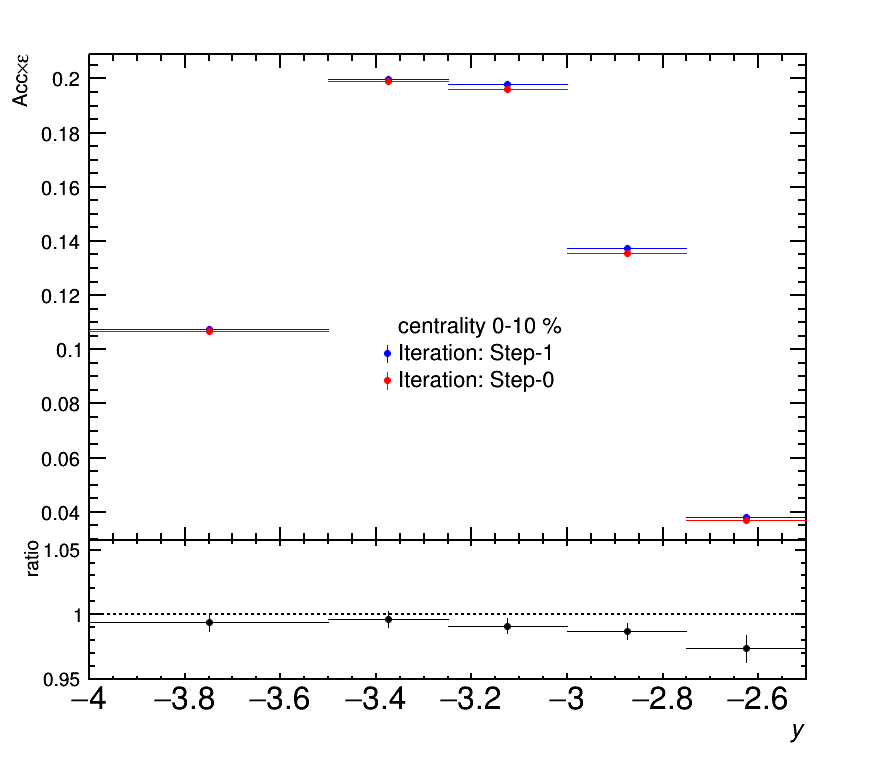 Acc×ε
0.2
0.18
0.16
0.14
0.12
0.1
0.08
0.06
0.04
centrality 0-10 %
Iteration: Step-1
Iteration: Step-0
ratio
1.05
1
0.95
−4 −3.8 −3.6 −3.4 −3.2 −3 −2.8 −2.6
y